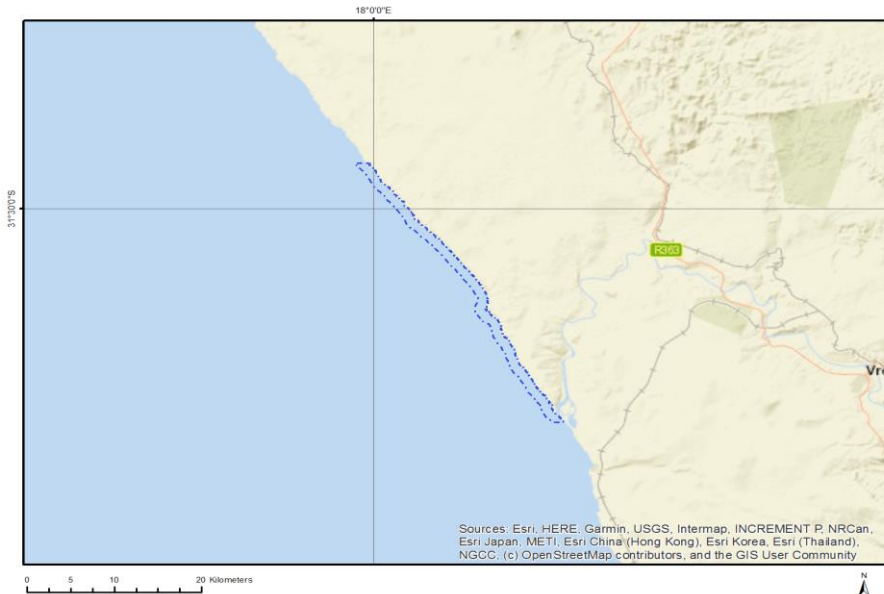 18°0'0"E
31°30'0"S
R363
Vre
Sources: Esri, HERE, Garmin, USGS, Intermap, INCREMENT P, NRCan,
Esri Japan, METI, Esri China (Hong Kong), Esri Korea, Esri (Thailand),
NGCC, (c) OpenStreetMap contributors, and the GIS User Community
0 5 10 20 Kilometers
N